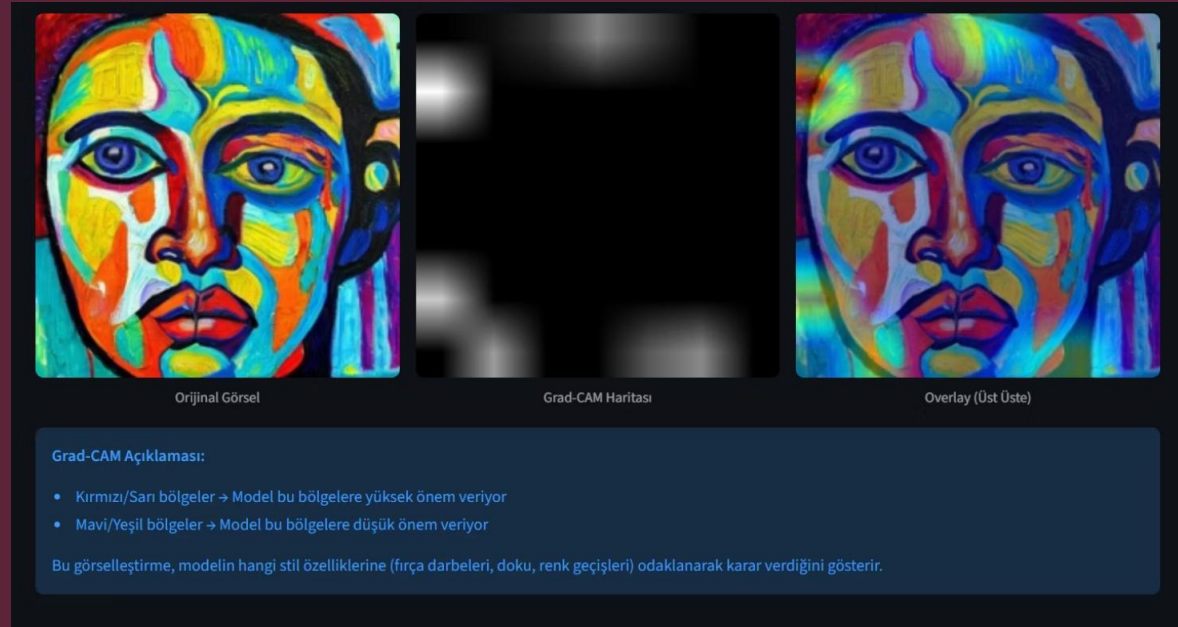 Orijinal Görsel
Grad-CAM Haritası
Overlay (Üst Üste)
Grad-CAM Açıklaması:
• Kırmızı/Sarı bölgeler → Model bu bölgelere yüksek önem veriyor
• Mavi/Yeşil bölgeler → Model bu bölgelere düşük önem veriyor
Bu görselleştirme, modelin hangi stil özelliklerine (fırça darbeleri, doku, renk geçişleri) odaklanarak karar verdiğini gösterir.